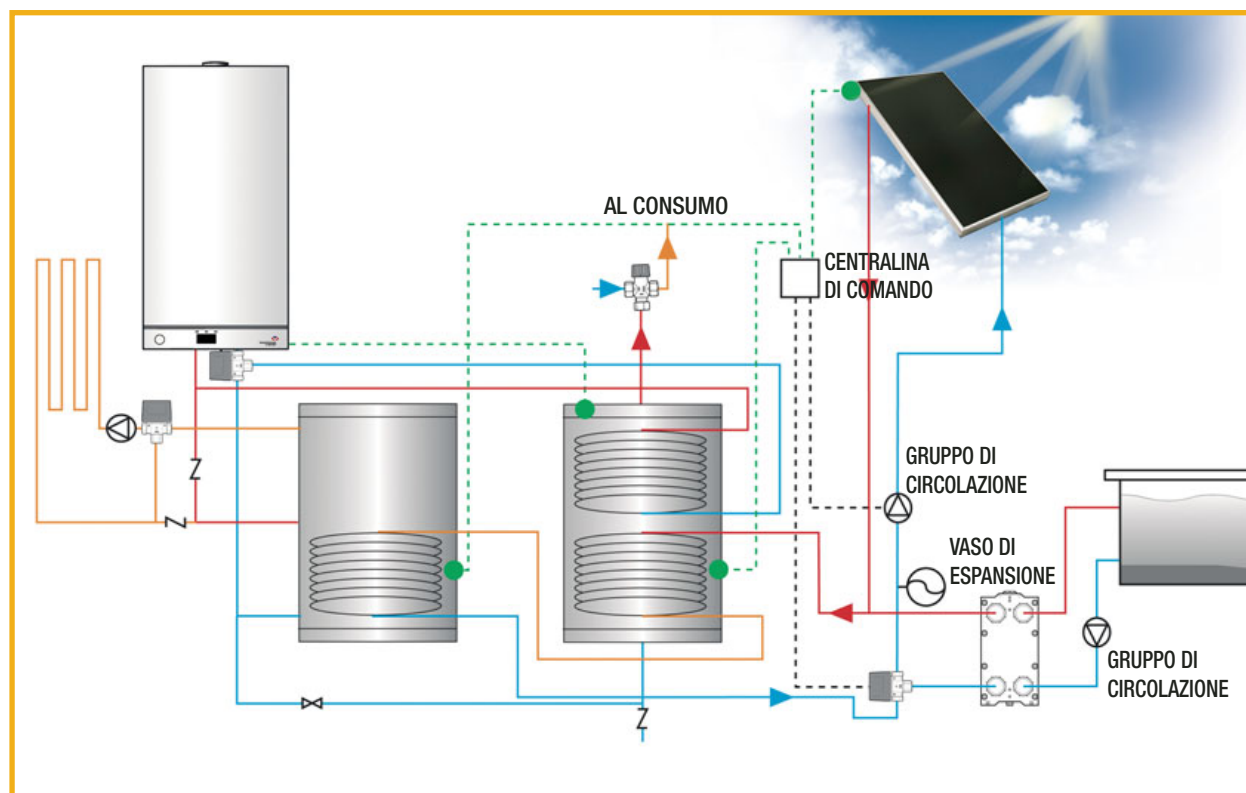 AL CONSUMO
CENTRALINA
DI COMANDO
GRUPPO DI
CIRCOLAZIONE
VASO DI
ESPANSIONE
GRUPPO DI
CIRCOLAZIONE